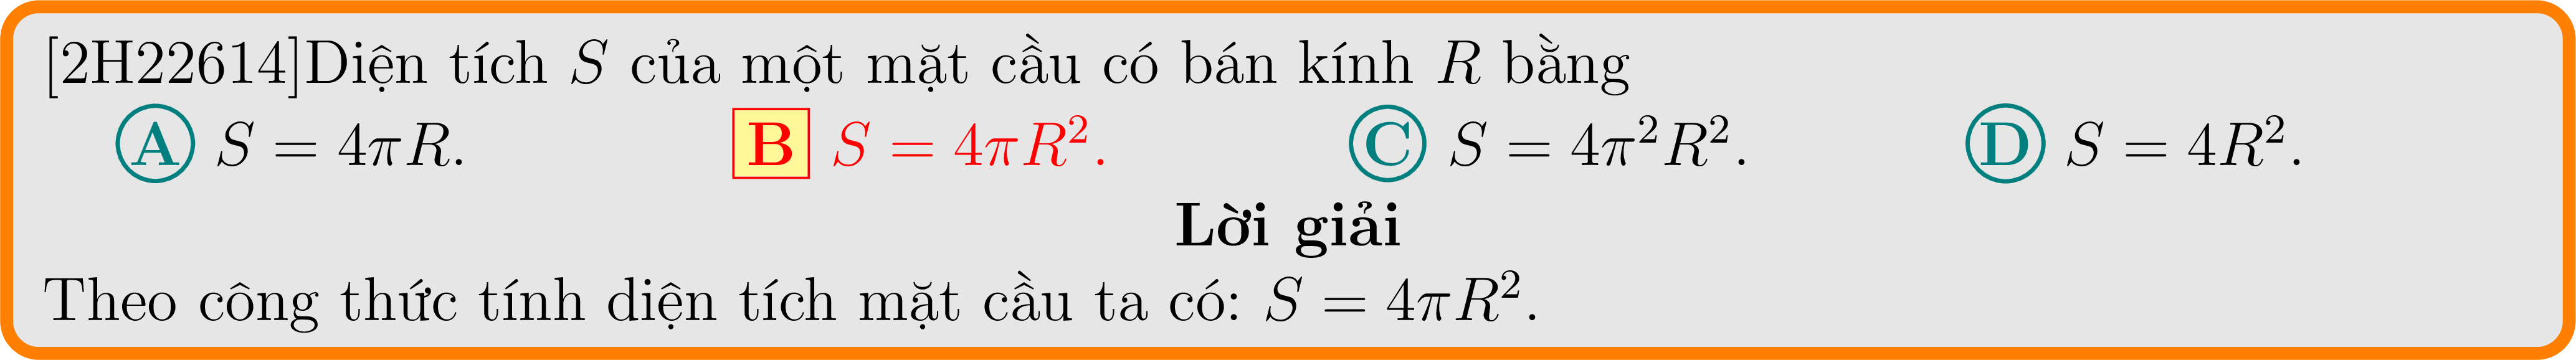 [2H22614]Diện tích S của một mặt cầu có bán kính R bằng
A S = 4πR. B S = 4πR². C S = 4π²R². D S = 4R².
Lời giải
Theo công thức tính diện tích mặt cầu ta có: S = 4πR².